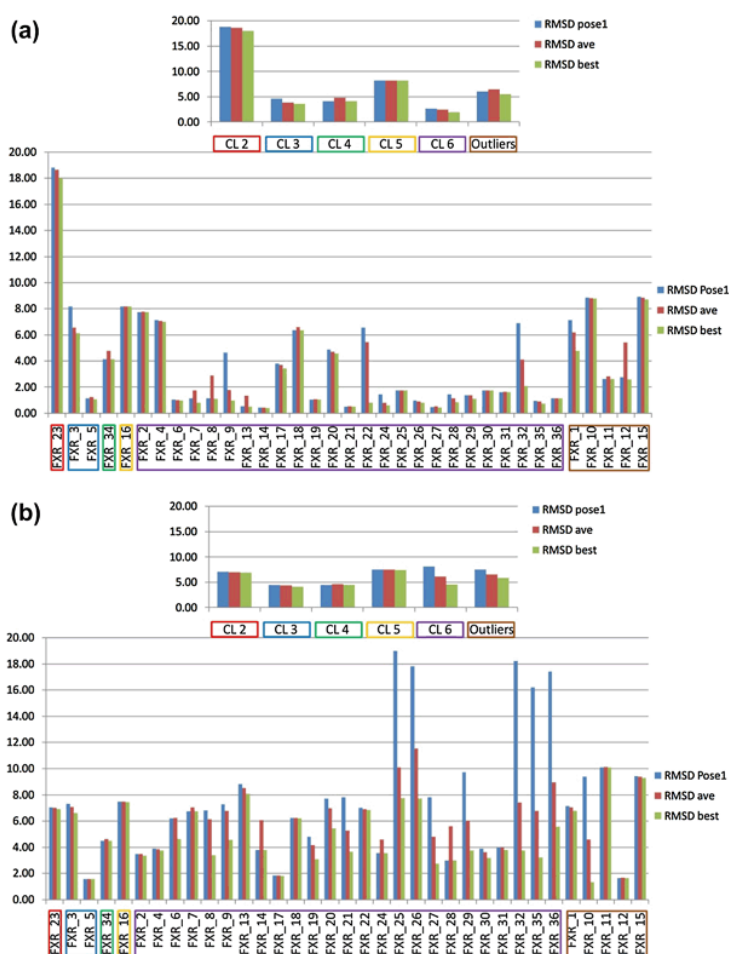 (a)
20.00
15.00
10.00
5.00
0.00
RMSD pose1
RMSD ave
RMSD best
CL 2 CL 3 CL 4 CL 5 CL 6 Outliers
20.00
18.00
16.00
14.00
12.00
10.00
8.00
6.00
4.00
2.00
0.00
RMSD Pose1
RMSD ave
RMSD best
FXR_23 FXR_3 FXR_5 FXR_34 FXR_16 FXR_2 FXR_4 FXR_6 FXR_7 FXR_8 FXR_9 FXR_13 FXR_14 FXR_17 FXR_18 FXR_19 FXR_20 FXR_21 FXR_22 FXR_24 FXR_25 FXR_26 FXR_27 FXR_28 FXR_29 FXR_30 FXR_31 FXR_32 FXR_35 FXR_36 FXR_1 FXR_10 FXR_11 FXR_12 FXR_15
(b)
20.00
15.00
10.00
5.00
0.00
RMSD pose1
RMSD ave
RMSD best
CL 2 CL 3 CL 4 CL 5 CL 6 Outliers
20.00
18.00
16.00
14.00
12.00
10.00
8.00
6.00
4.00
2.00
0.00
RMSD Pose1
RMSD ave
RMSD best
FXR_23 FXR_3 FXR_5 FXR_34 FXR_16 FXR_2 FXR_4 FXR_6 FXR_7 FXR_8 FXR_9 FXR_13 FXR_14 FXR_17 FXR_18 FXR_19 FXR_20 FXR_21 FXR_22 FXR_24 FXR_25 FXR_26 FXR_27 FXR_28 FXR_29 FXR_30 FXR_31 FXR_32 FXR_35 FXR_36 FXR_1 FXR_10 FXR_11 FXR_12 FXR_15